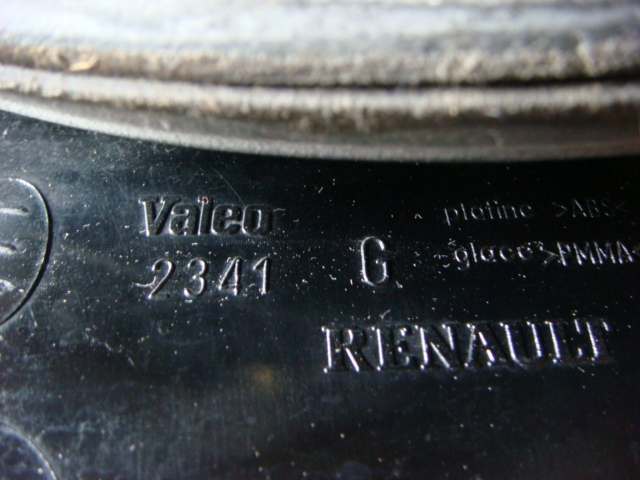 Valeo platine >ABS<
2341 G glace >PMMA<
RENAULT